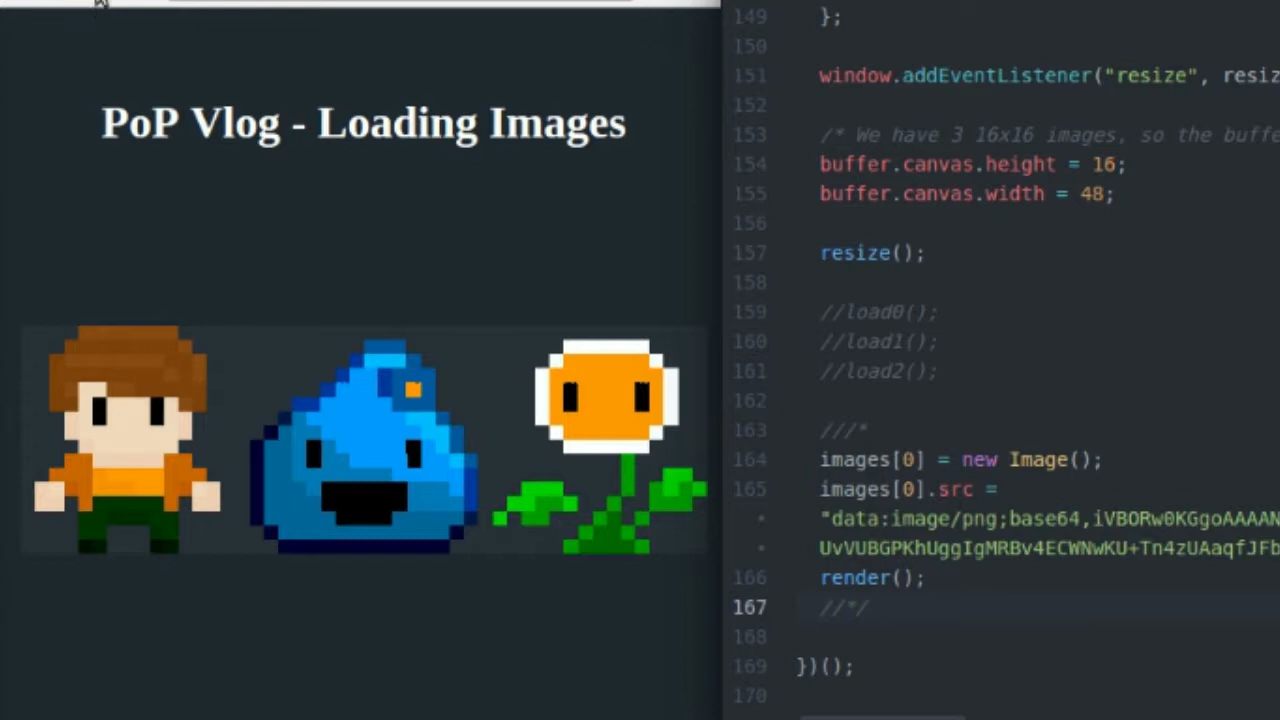 PoP Vlog - Loading Images
149 };
150
151 window.addEventListener("resize", resiz
152
153 /* We have 3 16x16 images, so the buffe
154 buffer.canvas.height = 16;
155 buffer.canvas.width = 48;
156
157 resize();
158
159 //load0();
160 //load1();
161 //load2();
162
163 ///*
164 images[0] = new Image();
165 images[0].src =
• "data:image/png;base64,iVBORw0KGgoAAAAN
• UvVUBGPKhUggIgMRBv4ECWNwKU+Tn4zUAaqfJFb
166 render();
167 //*/
168
169 })();
170